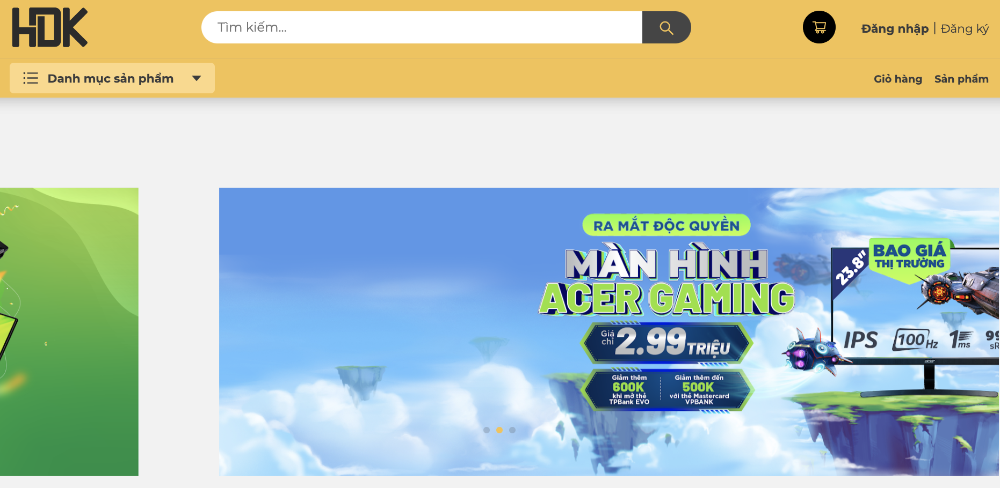 HDK
Tìm kiếm...
Đăng nhập | Đăng ký
Danh mục sản phẩm
Giỏ hàng
Sản phẩm
RA MẮT ĐỘC QUYỀN
MÀN HÌNH
ACER GAMING
Giá chỉ 2.99 TRIỆU
Giảm thêm
600K
khi mở thẻ
TPBank EVO
Giảm thêm đến
500K
với thẻ Mastercard
VPBANK
23.8"
BAO GIÁ
THỊ TRƯỜNG
IPS 100Hz 1ms
acer